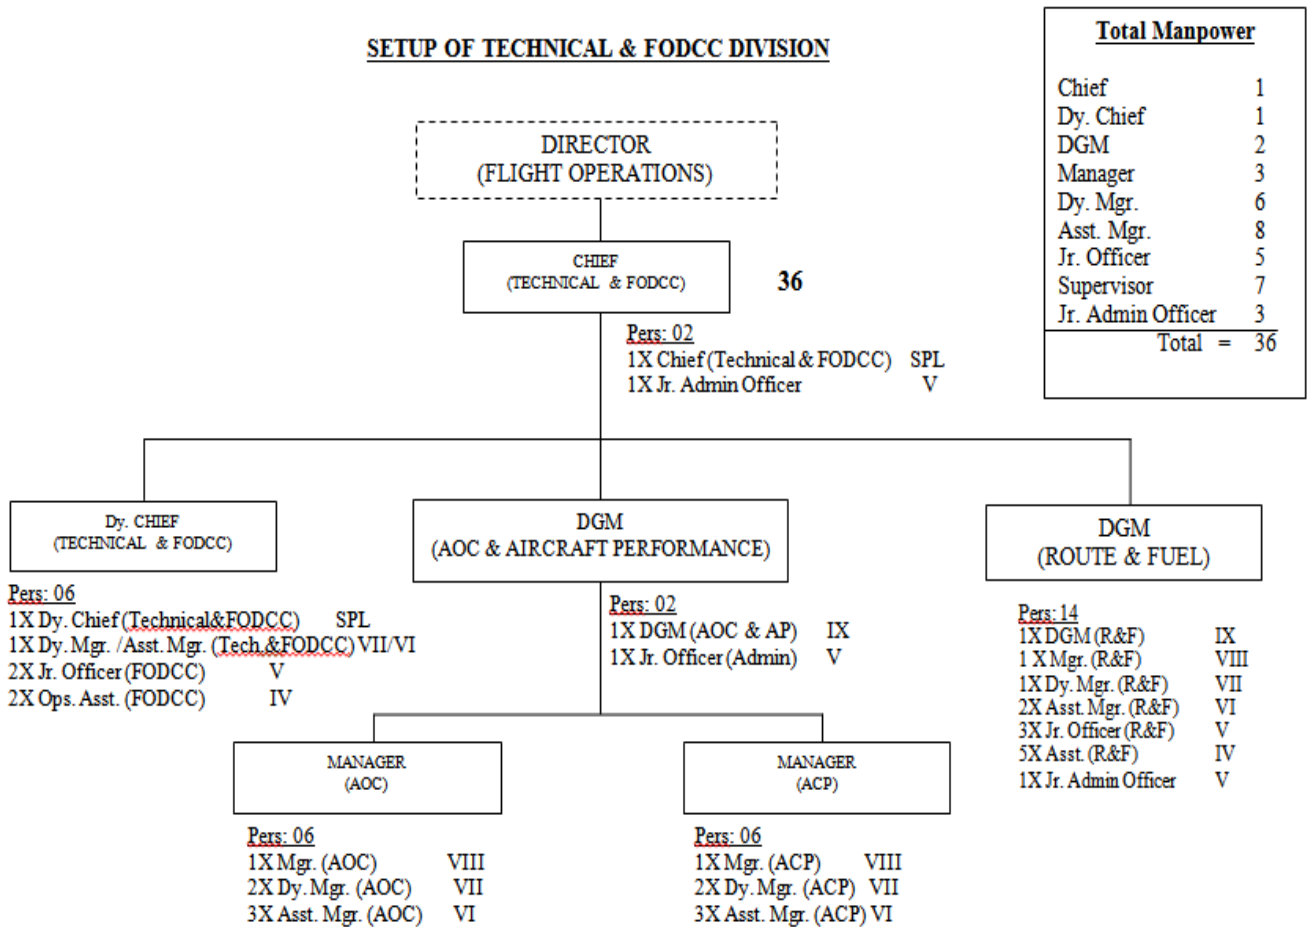 SETUP OF TECHNICAL & FODCC DIVISION
Total Manpower
Chief 1
Dy. Chief 1
DGM 2
Manager 3
Dy. Mgr. 6
Asst. Mgr. 8
Jr. Officer 5
Supervisor 7
Jr. Admin Officer 3
Total = 36
DIRECTOR
(FLIGHT OPERATIONS)
CHIEF
(TECHNICAL & FODCC)
36
Pers: 02
1X Chief (Technical & FODCC) SPL
1X Jr. Admin Officer V
Dy. CHIEF
(TECHNICAL & FODCC)
Pers: 06
1X Dy. Chief (Technical&FODCC) SPL
1X Dy. Mgr. /Asst. Mgr. (Tech.&FODCC) VII/VI
2X Jr. Officer (FODCC) V
2X Ops. Asst. (FODCC) IV
DGM
(AOC & AIRCRAFT PERFORMANCE)
Pers: 02
1X DGM (AOC & AP) IX
1X Jr. Officer (Admin) V
DGM
(ROUTE & FUEL)
Pers: 14
1X DGM (R&F) IX
1 X Mgr. (R&F) VIII
1X Dy. Mgr. (R&F) VII
2X Asst. Mgr. (R&F) VI
3X Jr. Officer (R&F) V
5X Asst. (R&F) IV
1X Jr. Admin Officer V
MANAGER
(AOC)
Pers: 06
1X Mgr. (AOC) VIII
2X Dy. Mgr. (AOC) VII
3X Asst. Mgr. (AOC) VI
MANAGER
(ACP)
Pers: 06
1X Mgr. (ACP) VIII
2X Dy. Mgr. (ACP) VII
3X Asst. Mgr. (ACP) VI